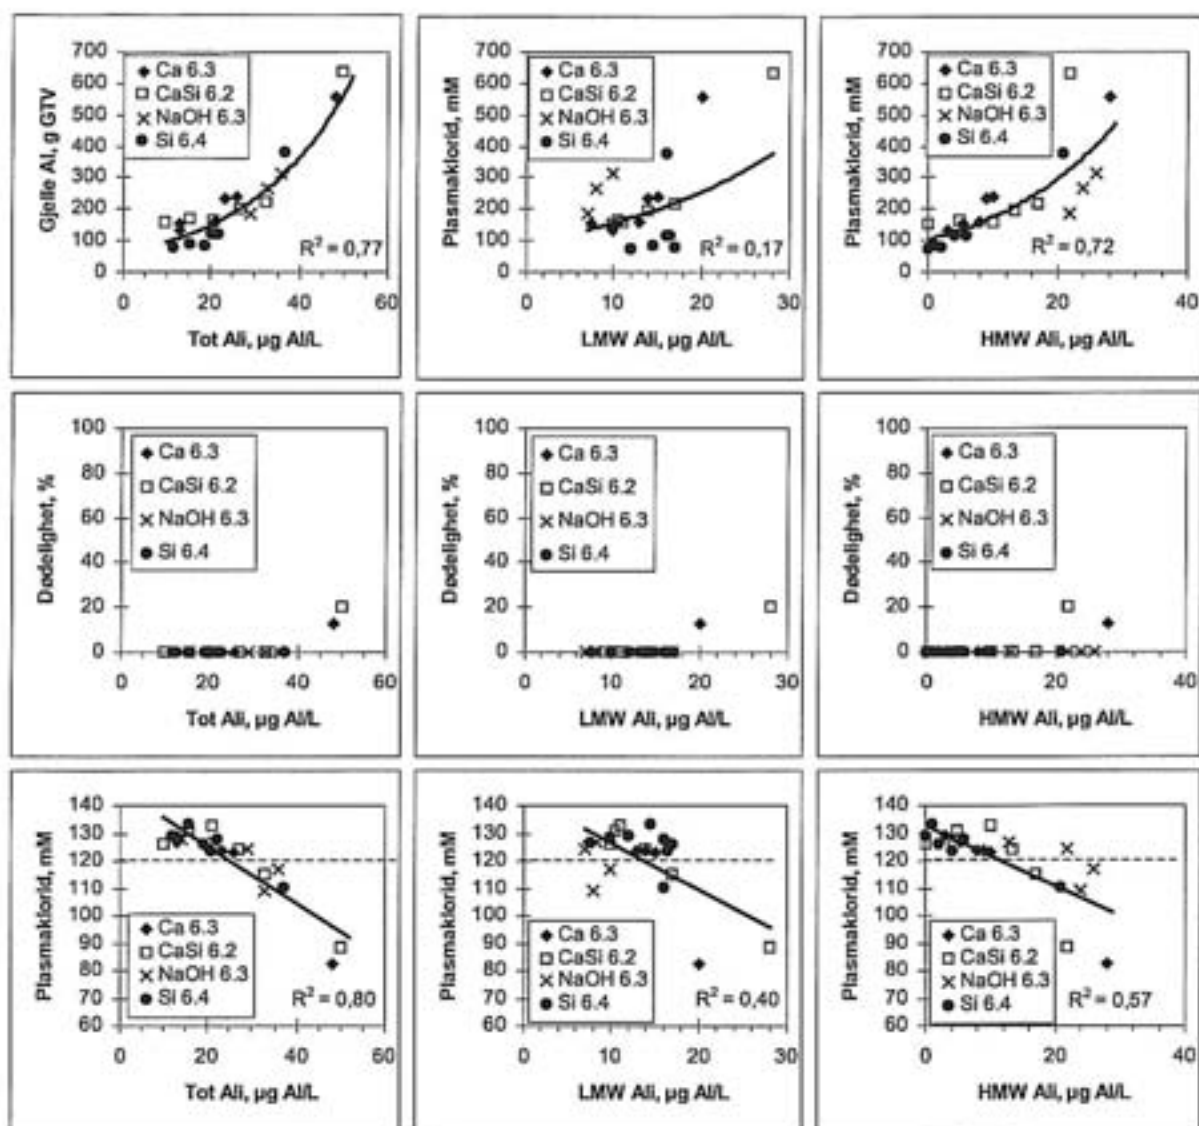 Gjelle Al, g GTV
700
600
500
400
300
200
100
0
Ca 6.3
CaSi 6.2
NaOH 6.3
Si 6.4
R² = 0,77
0 20 40 60
Tot Ali, µg Al/L
Plasmaklorid, mM
700
600
500
400
300
200
100
0
Ca 6.3
CaSi 6.2
NaOH 6.3
Si 6.4
R² = 0,17
0 10 20 30
LMW Ali, µg Al/L
Plasmaklorid, mM
700
600
500
400
300
200
100
0
Ca 6.3
CaSi 6.2
NaOH 6.3
Si 6.4
R² = 0,72
0 20 40
HMW Ali, µg Al/L
Dødelighet, %
100
80
60
40
20
0
Ca 6.3
CaSi 6.2
NaOH 6.3
Si 6.4
0 20 40 60
Tot Ali, µg Al/L
Dødelighet, %
100
80
60
40
20
0
Ca 6.3
CaSi 6.2
NaOH 6.3
Si 6.4
0 10 20 30
LMW Ali, µg Al/L
Dødelighet, %
100
80
60
40
20
0
Ca 6.3
CaSi 6.2
NaOH 6.3
Si 6.4
0 20 40
HMW Ali, µg Al/L
Plasmaklorid, mM
140
130
120
110
100
90
80
70
60
Ca 6.3
CaSi 6.2
NaOH 6.3
Si 6.4
R² = 0,80
0 20 40 60
Tot Ali, µg Al/L
Plasmaklorid, mM
140
130
120
110
100
90
80
70
60
Ca 6.3
CaSi 6.2
NaOH 6.3
Si 6.4
R² = 0,40
0 10 20 30
LMW Ali, µg Al/L
Plasmaklorid, mM
140
130
120
110
100
90
80
70
60
Ca 6.3
CaSi 6.2
NaOH 6.3
Si 6.4
R² = 0,57
0 20 40
HMW Ali, µg Al/L